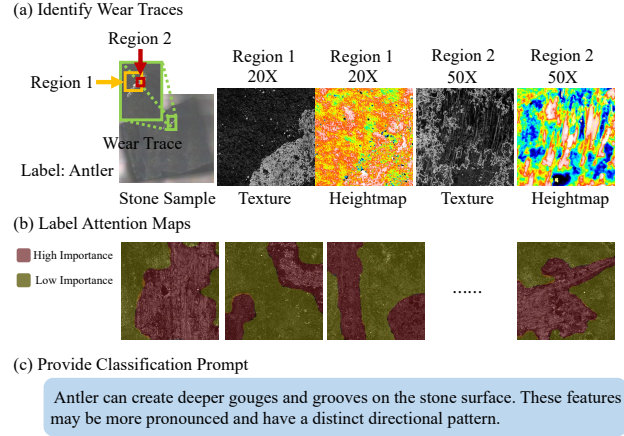 (a) Identify Wear Traces
Region 2
Region 1
Wear Trace
Label: Antler
Stone Sample
Region 1
20X
Texture
Region 1
20X
Heightmap
Region 2
50X
Texture
Region 2
50X
Heightmap
(b) Label Attention Maps
High Importance
Low Importance
……
(c) Provide Classification Prompt
Antler can create deeper gouges and grooves on the stone surface. These features
may be more pronounced and have a distinct directional pattern.